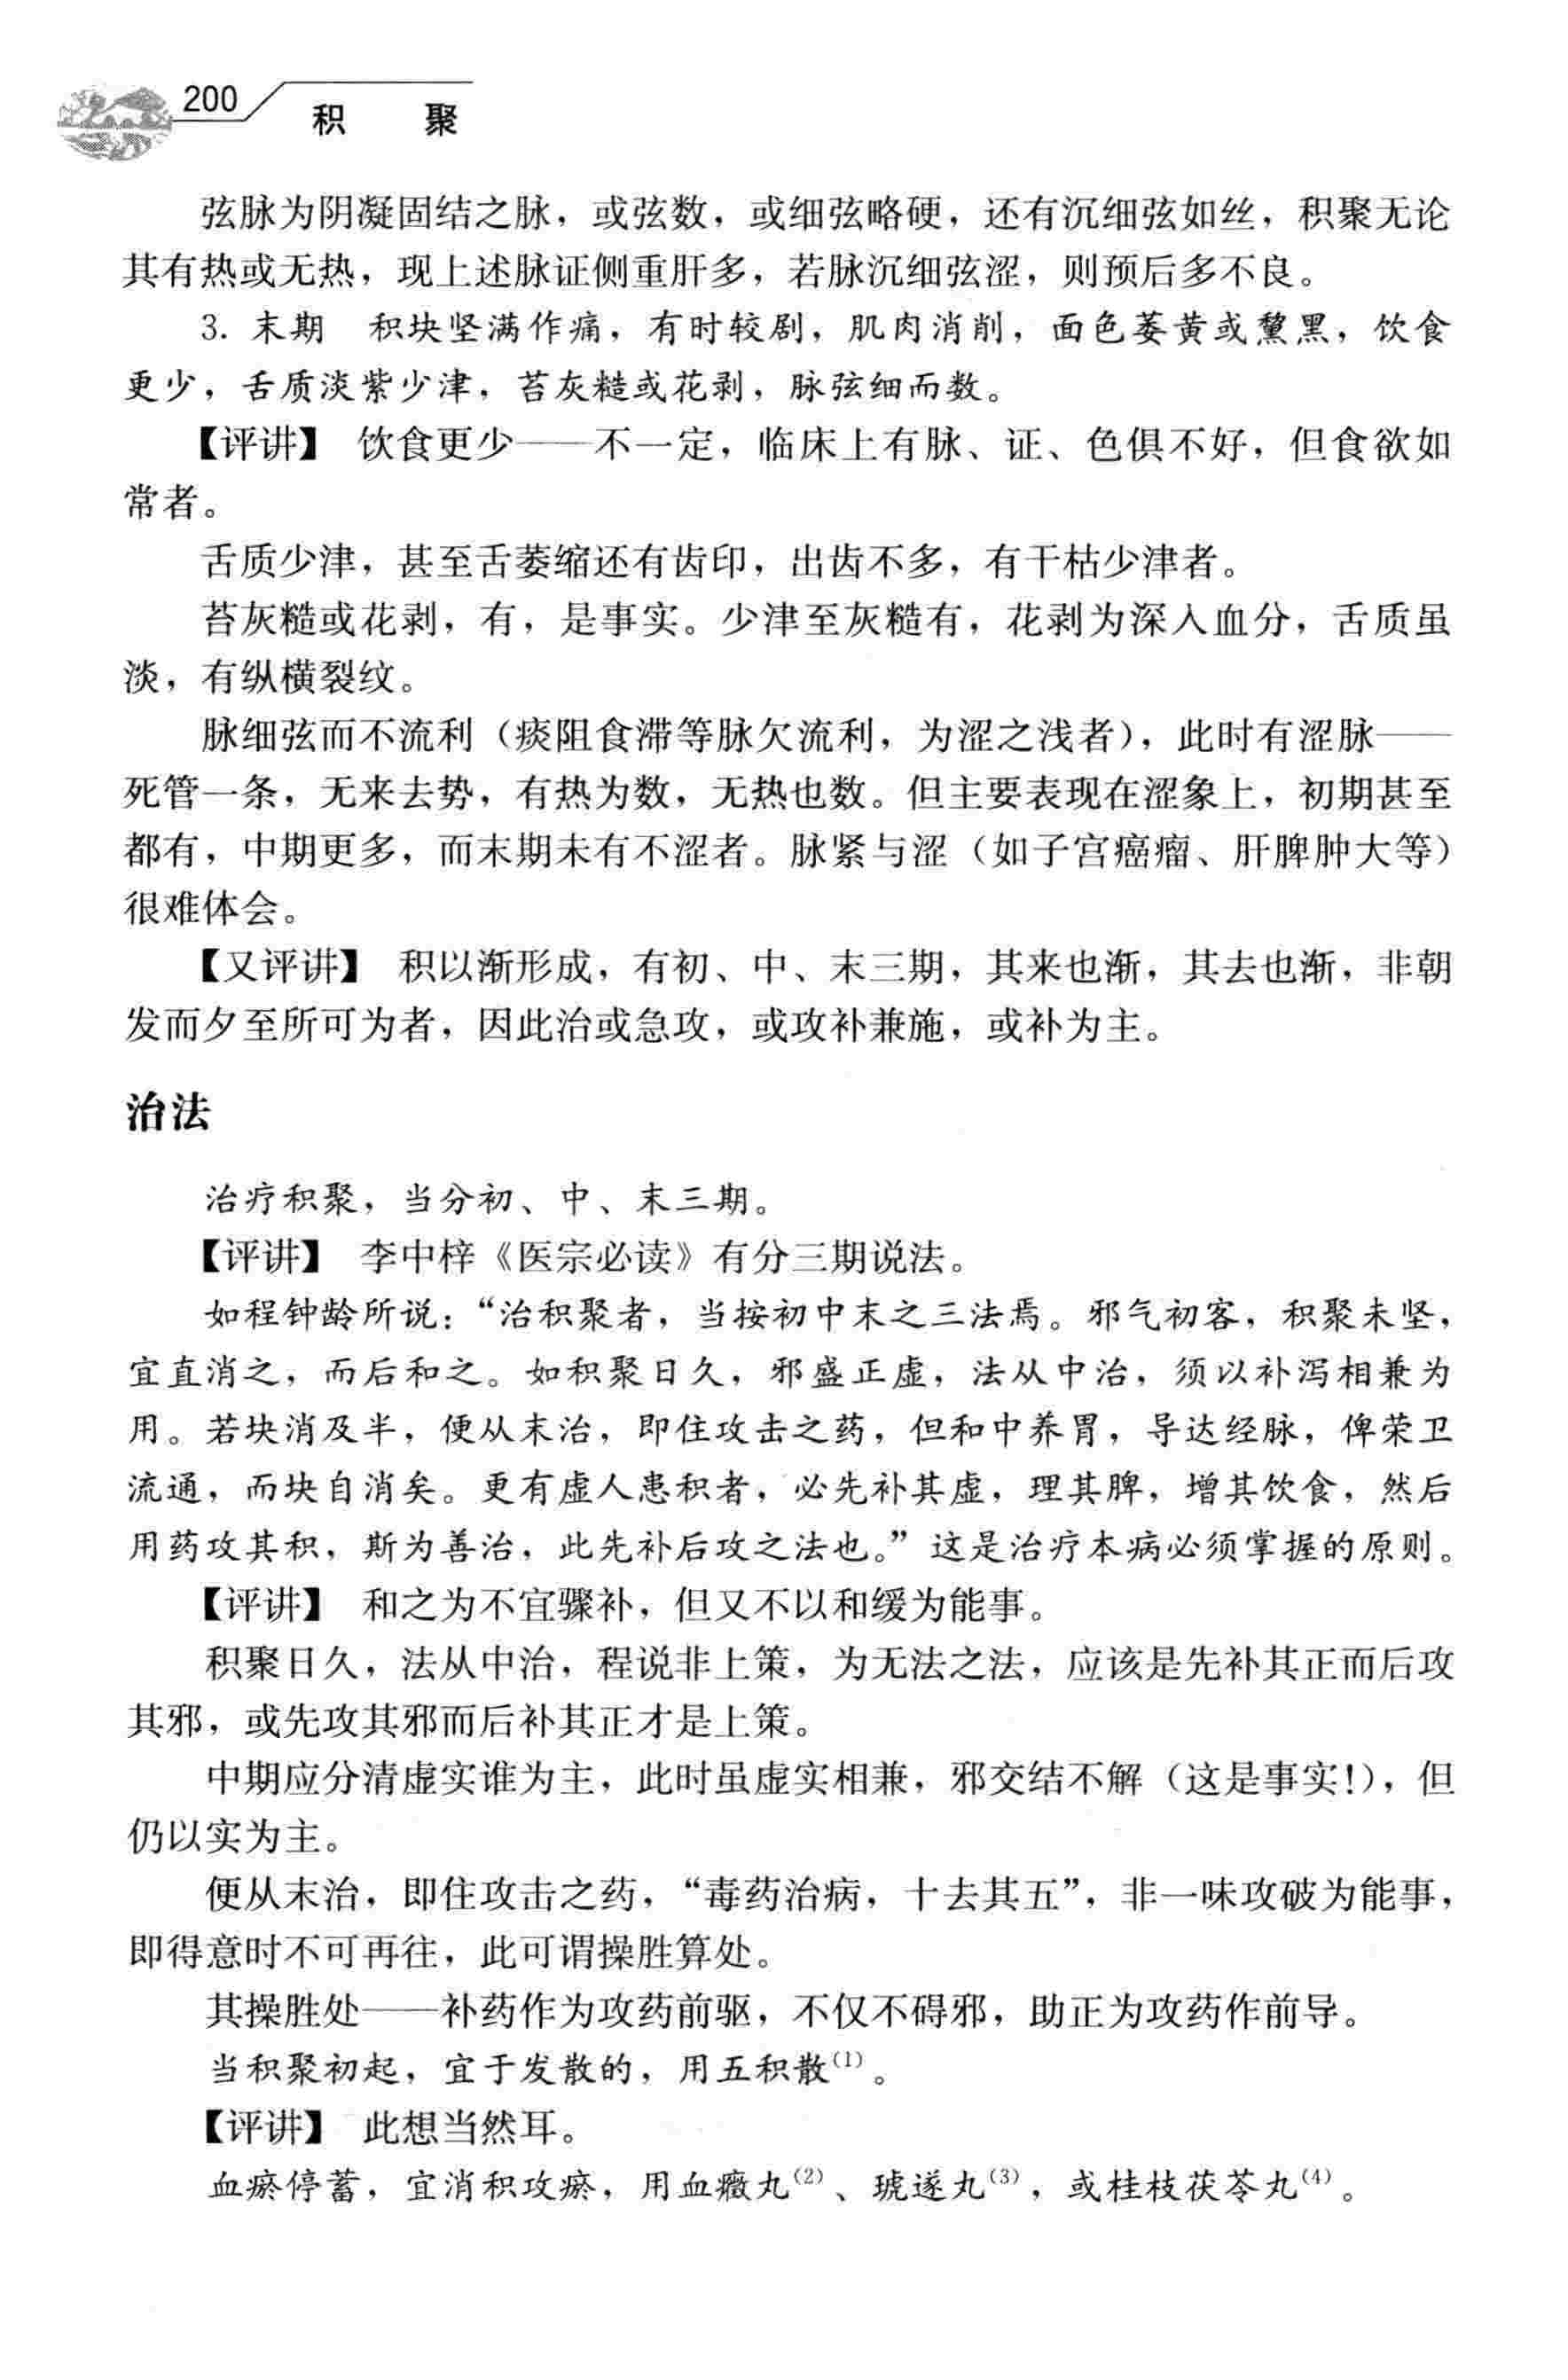 200
积 聚
弦脉为阴凝固结之脉，或弦数，或细弦略硬，还有沉细弦如丝，积聚无论
其有热或无热，现上述脉证侧重肝多，若脉沉细弦涩，则预后多不良。
3. 末期 积块坚满作痛，有时较剧，肌肉消削，面色萎黄或黧黑，饮食
更少，舌质淡紫少津，苔灰糙或花剥，脉弦细而数。
【评讲】 饮食更少——不一定，临床上有脉、证、色俱不好，但食欲如
常者。
舌质少津，甚至舌萎缩还有齿印，出齿不多，有干枯少津者。
苔灰糙或花剥，有，是事实。少津至灰糙有，花剥为深入血分，舌质虽
淡，有纵横裂纹。
脉细弦而不流利（痰阻食滞等脉欠流利，为涩之浅者），此时有涩脉——
死管一条，无来去势，有热为数，无热也数。但主要表现在涩象上，初期甚至
都有，中期更多，而末期未有不涩者。脉紧与涩（如子宫癌瘤、肝脾肿大等）
很难体会。
【又评讲】 积以渐形成，有初、中、末三期，其来也渐，其去也渐，非朝
发而夕至所可为者，因此治或急攻，或攻补兼施，或补为主。
治法
治疗积聚，当分初、中、末三期。
【评讲】 李中梓《医宗必读》有分三期说法。
如程钟龄所说：“治积聚者，当按初中末之三法焉。邪气初客，积聚未坚，
宜直消之，而后和之。如积聚日久，邪盛正虚，法从中治，须以补泻相兼为
用。若块消及半，便从末治，即住攻击之药，但和中养胃，导达经脉，俾荣卫
流通，而块自消矣。更有虚人患积者，必先补其虚，理其脾，增其饮食，然后
用药攻其积，斯为善治，此先补后攻之法也。”这是治疗本病必须掌握的原则。
【评讲】 和之为不宜骤补，但又不以和缓为能事。
积聚日久，法从中治，程说非上策，为无法之法，应该是先补其正而后攻
其邪，或先攻其邪而后补其正才是上策。
中期应分清虚实谁为主，此时虽虚实相兼，邪交结不解（这是事实！），但
仍以实为主。
便从末治，即住攻击之药，“毒药治病，十去其五”，非一味攻破为能事，
即得意时不可再往，此可谓操胜算处。
其操胜处——补药作为攻药前驱，不仅不碍邪，助正为攻药作前导。
当积聚初起，宜于发散的，用五积散⁽¹⁾。
【评讲】 此想当然耳。
血瘀停蓄，宜消积攻瘀，用血癥丸⁽²⁾、琥遂丸⁽³⁾，或桂枝茯苓丸⁽⁴⁾。